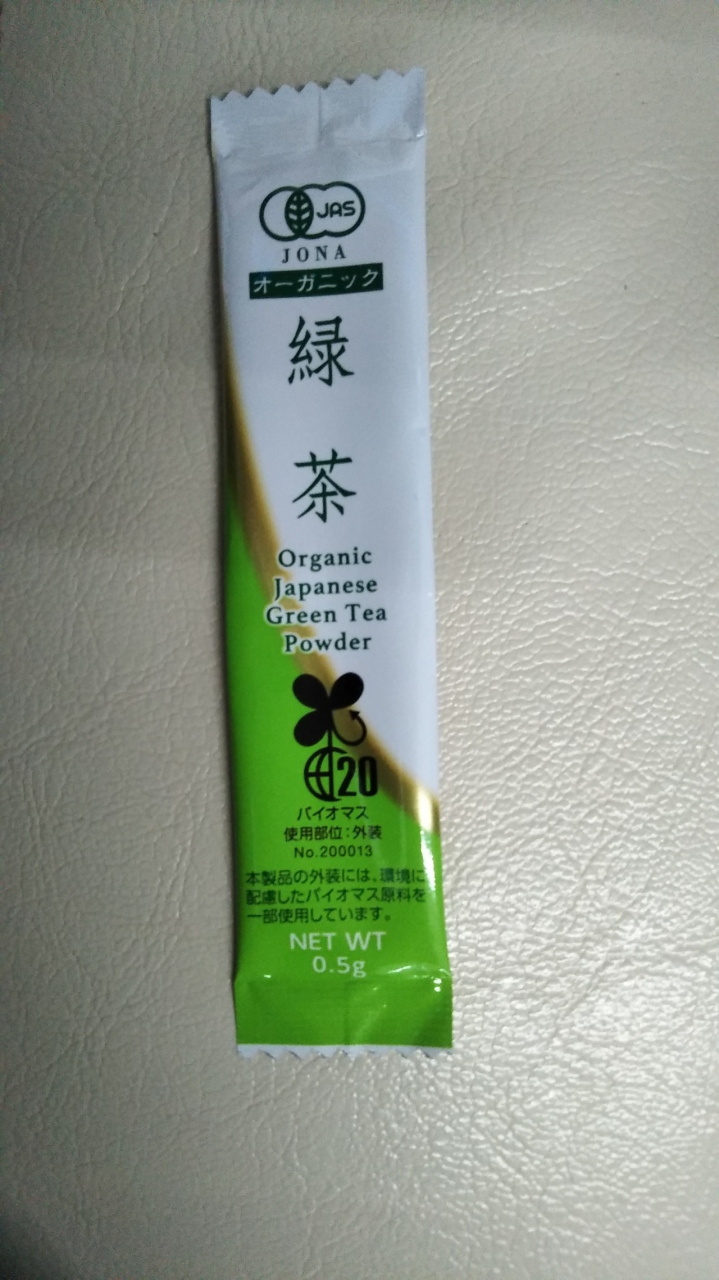 JAS
JONA
オーガニック
緑
茶
Organic
Japanese
Green Tea
Powder
20
バイオマス
使用部位:外装
No.200013
本製品の外装には、環境に
配慮したバイオマス原料を
一部使用しています。
NET WT
0.5g